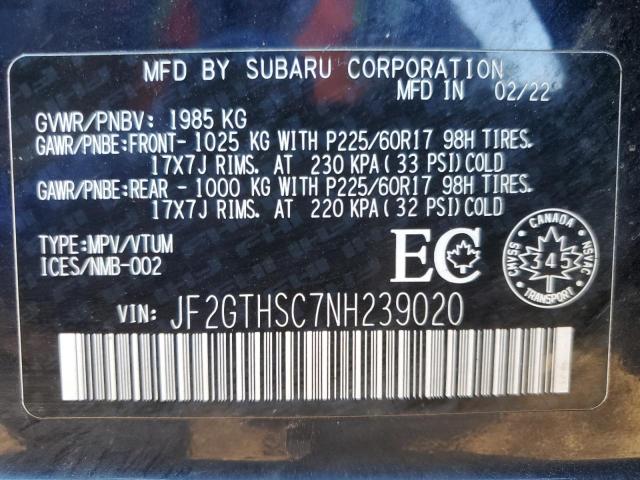 MFD BY SUBARU CORPORATION
MFD IN 02/22
GVWR/PNBV: 1985 KG
GAWR/PNBE:FRONT- 1025 KG WITH P225/60R17 98H TIRES.
17X7J RIMS. AT 230 KPA (33 PSI)COLD
GAWR/PNBE:REAR - 1000 KG WITH P225/60R17 98H TIRES.
17X7J RIMS. AT 220 KPA (32 PSI)COLD
TYPE:MPV/VTUM
ICES/NMB-002
EC
CANADA
CMVSS
345
NSVAC
TRANSPORT
VIN: JF2GTHSC7NH239020